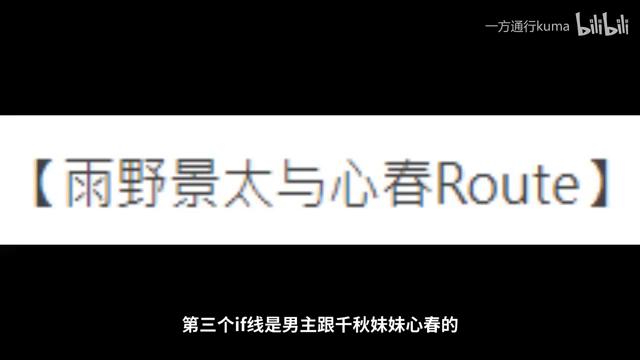 一方通行kuma bilibili
【雨野景太与心春Route】
第三个if线是男主跟千秋妹妹心春的